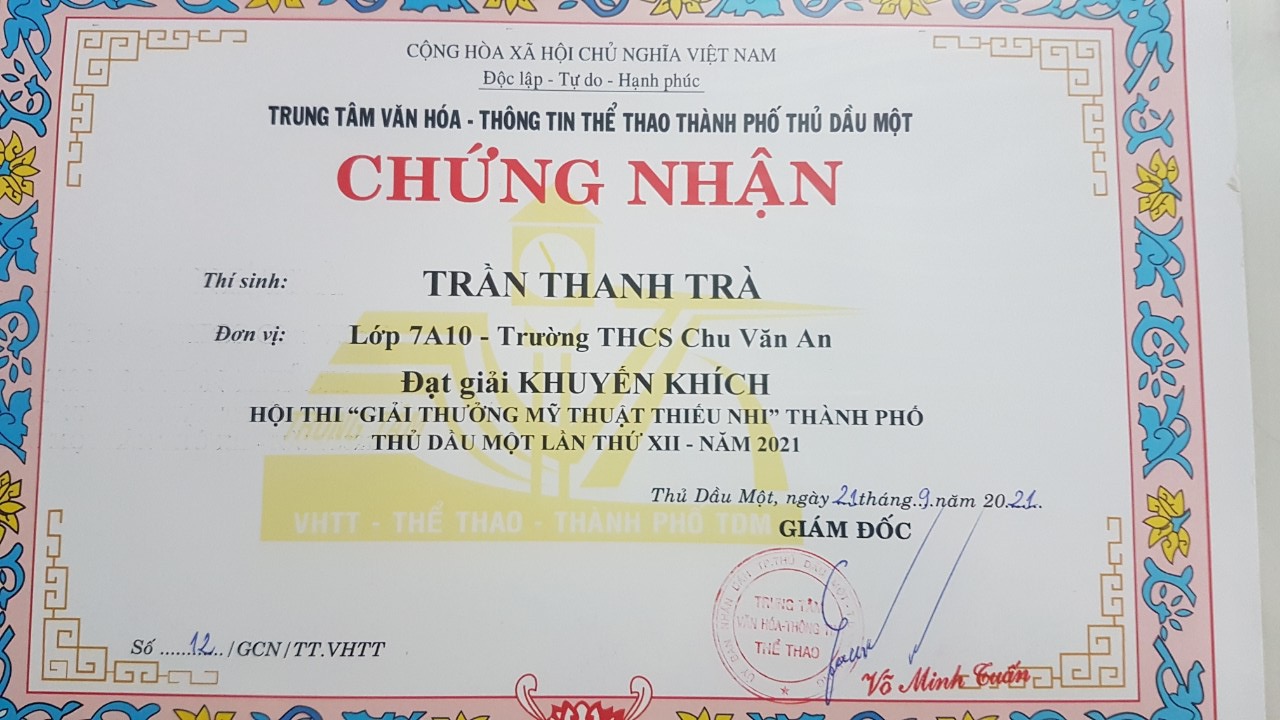 CỘNG HÒA XÃ HỘI CHỦ NGHĨA VIỆT NAM
Độc lập - Tự do - Hạnh phúc
TRUNG TÂM VĂN HÓA - THÔNG TIN THỂ THAO THÀNH PHỐ THỦ DẦU MỘT
CHỨNG NHẬN
Thí sinh: TRẦN THANH TRÀ
Đơn vị: Lớp 7A10 - Trường THCS Chu Văn An
Đạt giải KHUYẾN KHÍCH
HỘI THI “GIẢI THƯỞNG MỸ THUẬT THIẾU NHI” THÀNH PHỐ
THỦ DẦU MỘT LẦN THỨ XII - NĂM 2021
Thủ Dầu Một, ngày 21 tháng 9 năm 2021
VHTT - THỂ THAO - THÀNH PHỐ TDM
GIÁM ĐỐC
TRUNG TÂM
VĂN HÓA-THÔNG
THỂ THAO
Số ......12../GCN/TT.VHTT
Võ Minh Tuấn